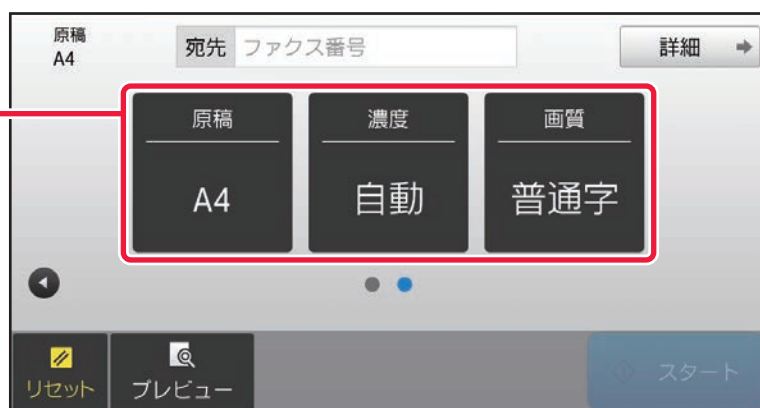 原稿
A4
宛先 ファクス番号
詳細
原稿
A4
濃度
自動
画質
普通字
リセット
プレビュー
スタート